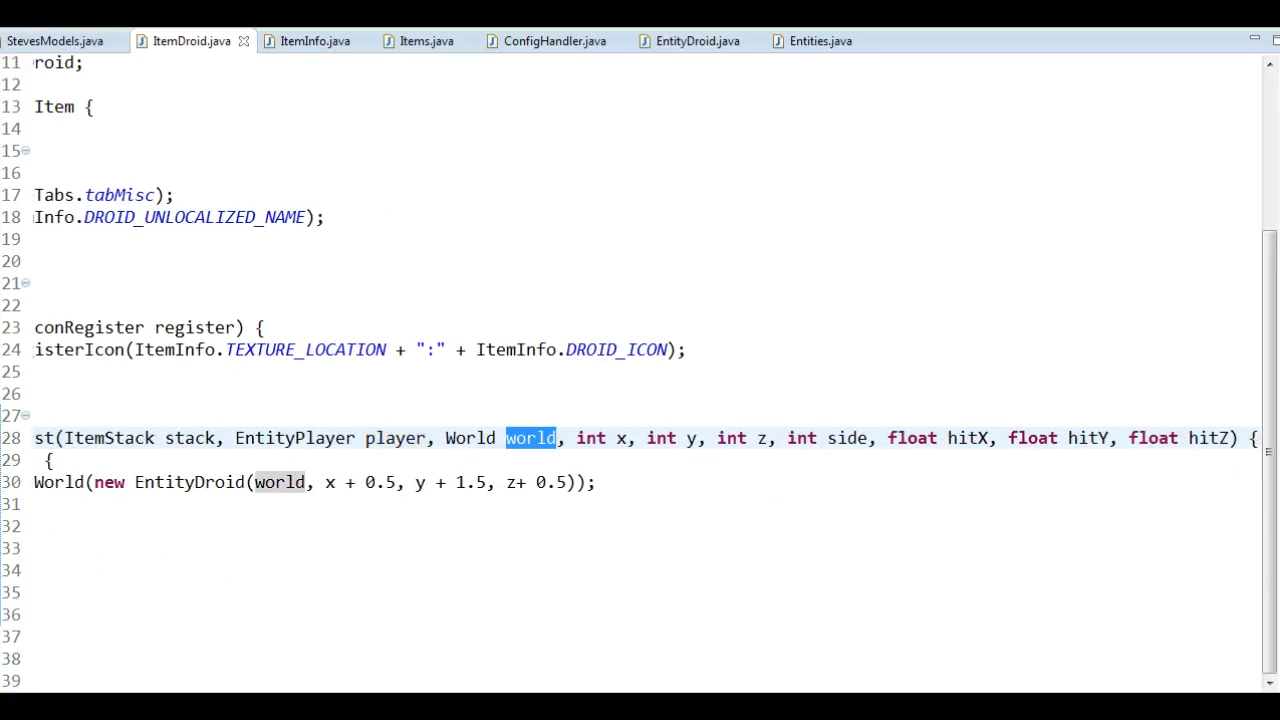 StevesModels.java ItemDroid.java ItemInfo.java Items.java ConfigHandler.java EntityDroid.java Entities.java
11 roid;
12
13 Item {
14
15
16
17 Tabs.tabMisc);
18 Info.DROID_UNLOCALIZED_NAME);
19
20
21
22
23 conRegister register) {
24 isterIcon(ItemInfo.TEXTURE_LOCATION + ":" + ItemInfo.DROID_ICON);
25
26
27
28 st(ItemStack stack, EntityPlayer player, World world, int x, int y, int z, int side, float hitX, float hitY, float hitZ) {
29 {
30 World(new EntityDroid(world, x + 0.5, y + 1.5, z+ 0.5));
31
32
33
34
35
36
37
38
39